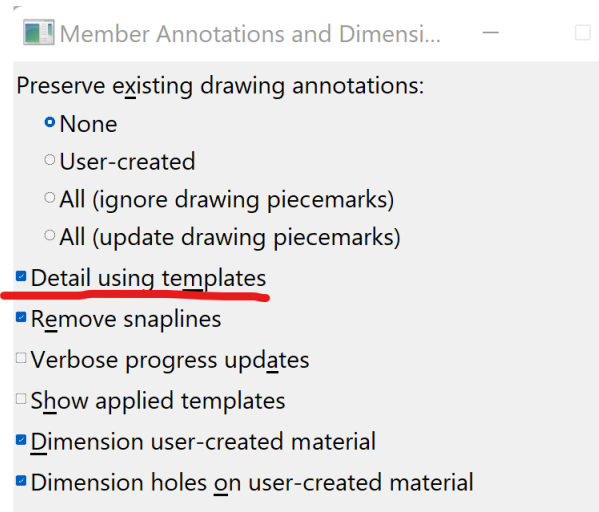 Member Annotations and Dimensi...
Preserve existing drawing annotations:
None
User-created
All (ignore drawing piecemarks)
All (update drawing piecemarks)
Detail using templates
Remove snaplines
Verbose progress updates
Show applied templates
Dimension user-created material
Dimension holes on user-created material